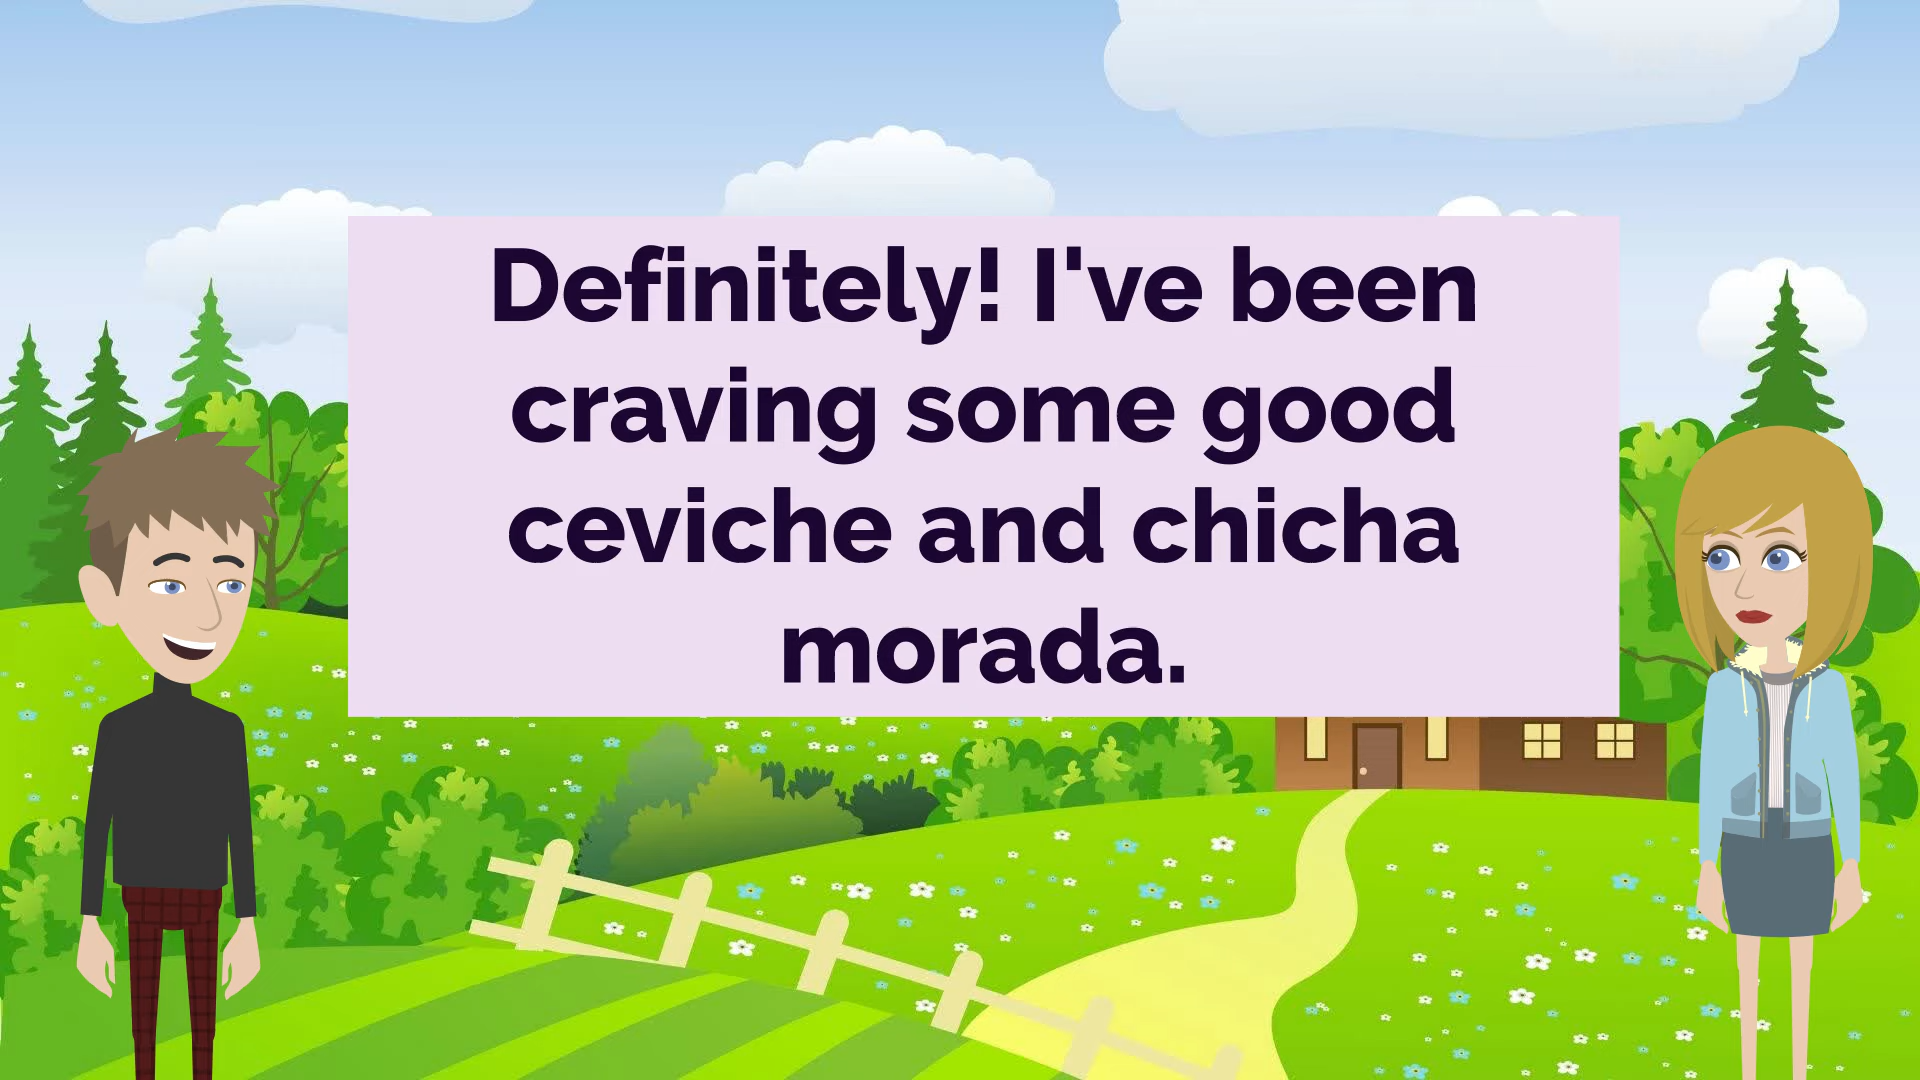 Definitely! I've been
craving some good
ceviche and chicha
morada.